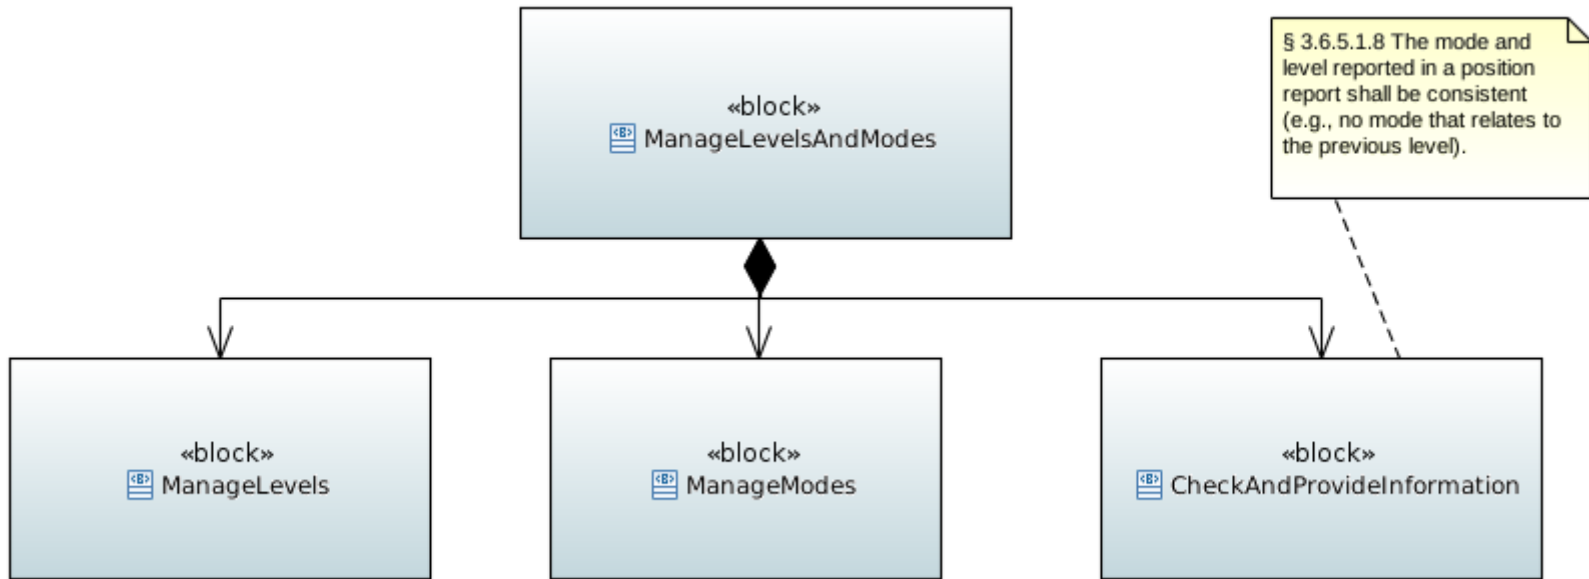 «block»
ManageLevelsAndModes
§ 3.6.5.1.8 The mode and
level reported in a position
report shall be consistent
(e.g., no mode that relates to
the previous level).
«block»
ManageLevels
«block»
ManageModes
«block»
CheckAndProvideInformation